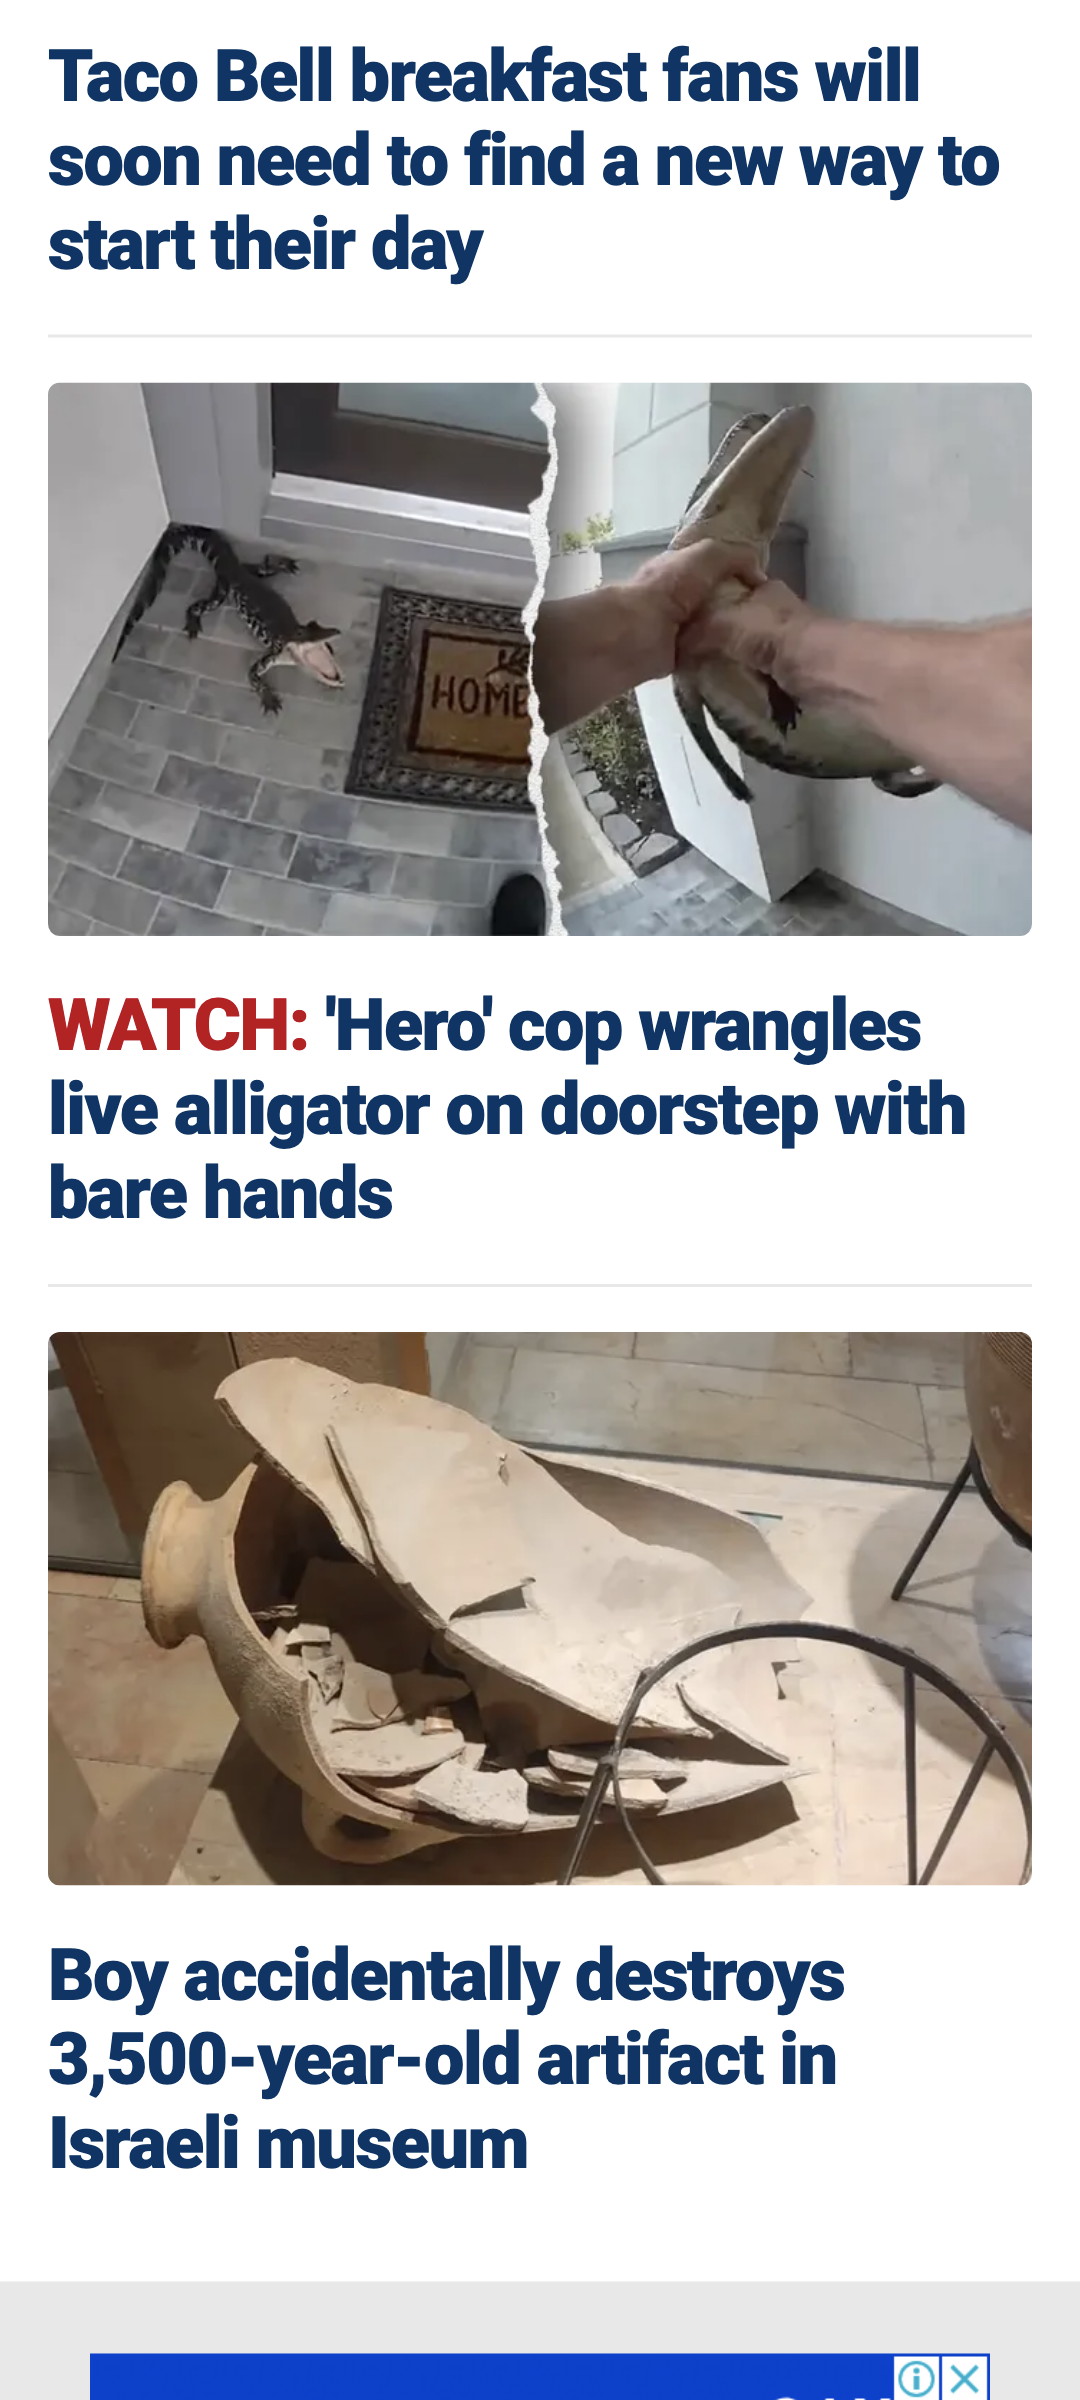 Taco Bell breakfast fans will
soon need to find a new way to
start their day
HOME
WATCH: 'Hero' cop wrangles
live alligator on doorstep with
bare hands
Boy accidentally destroys
3,500-year-old artifact in
Israeli museum